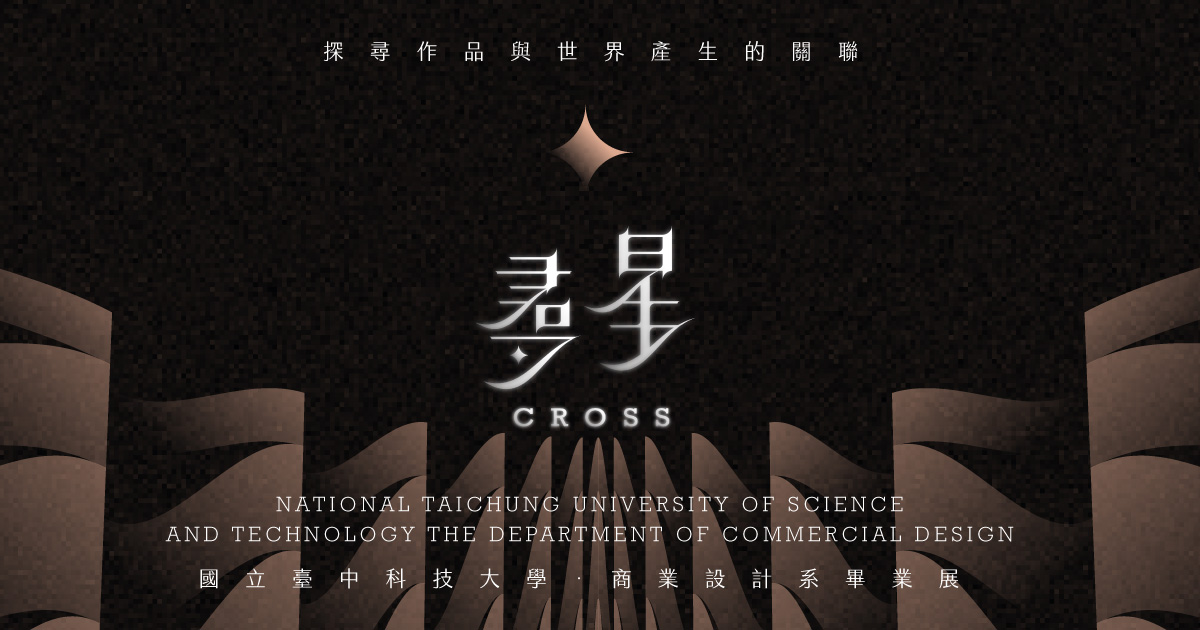 探尋作品與世界產生的關聯
尋星
CROSS
NATIONAL TAICHUNG UNIVERSITY OF SCIENCE
AND TECHNOLOGY THE DEPARTMENT OF COMMERCIAL DESIGN
國立臺中科技大學·商業設計系畢業展